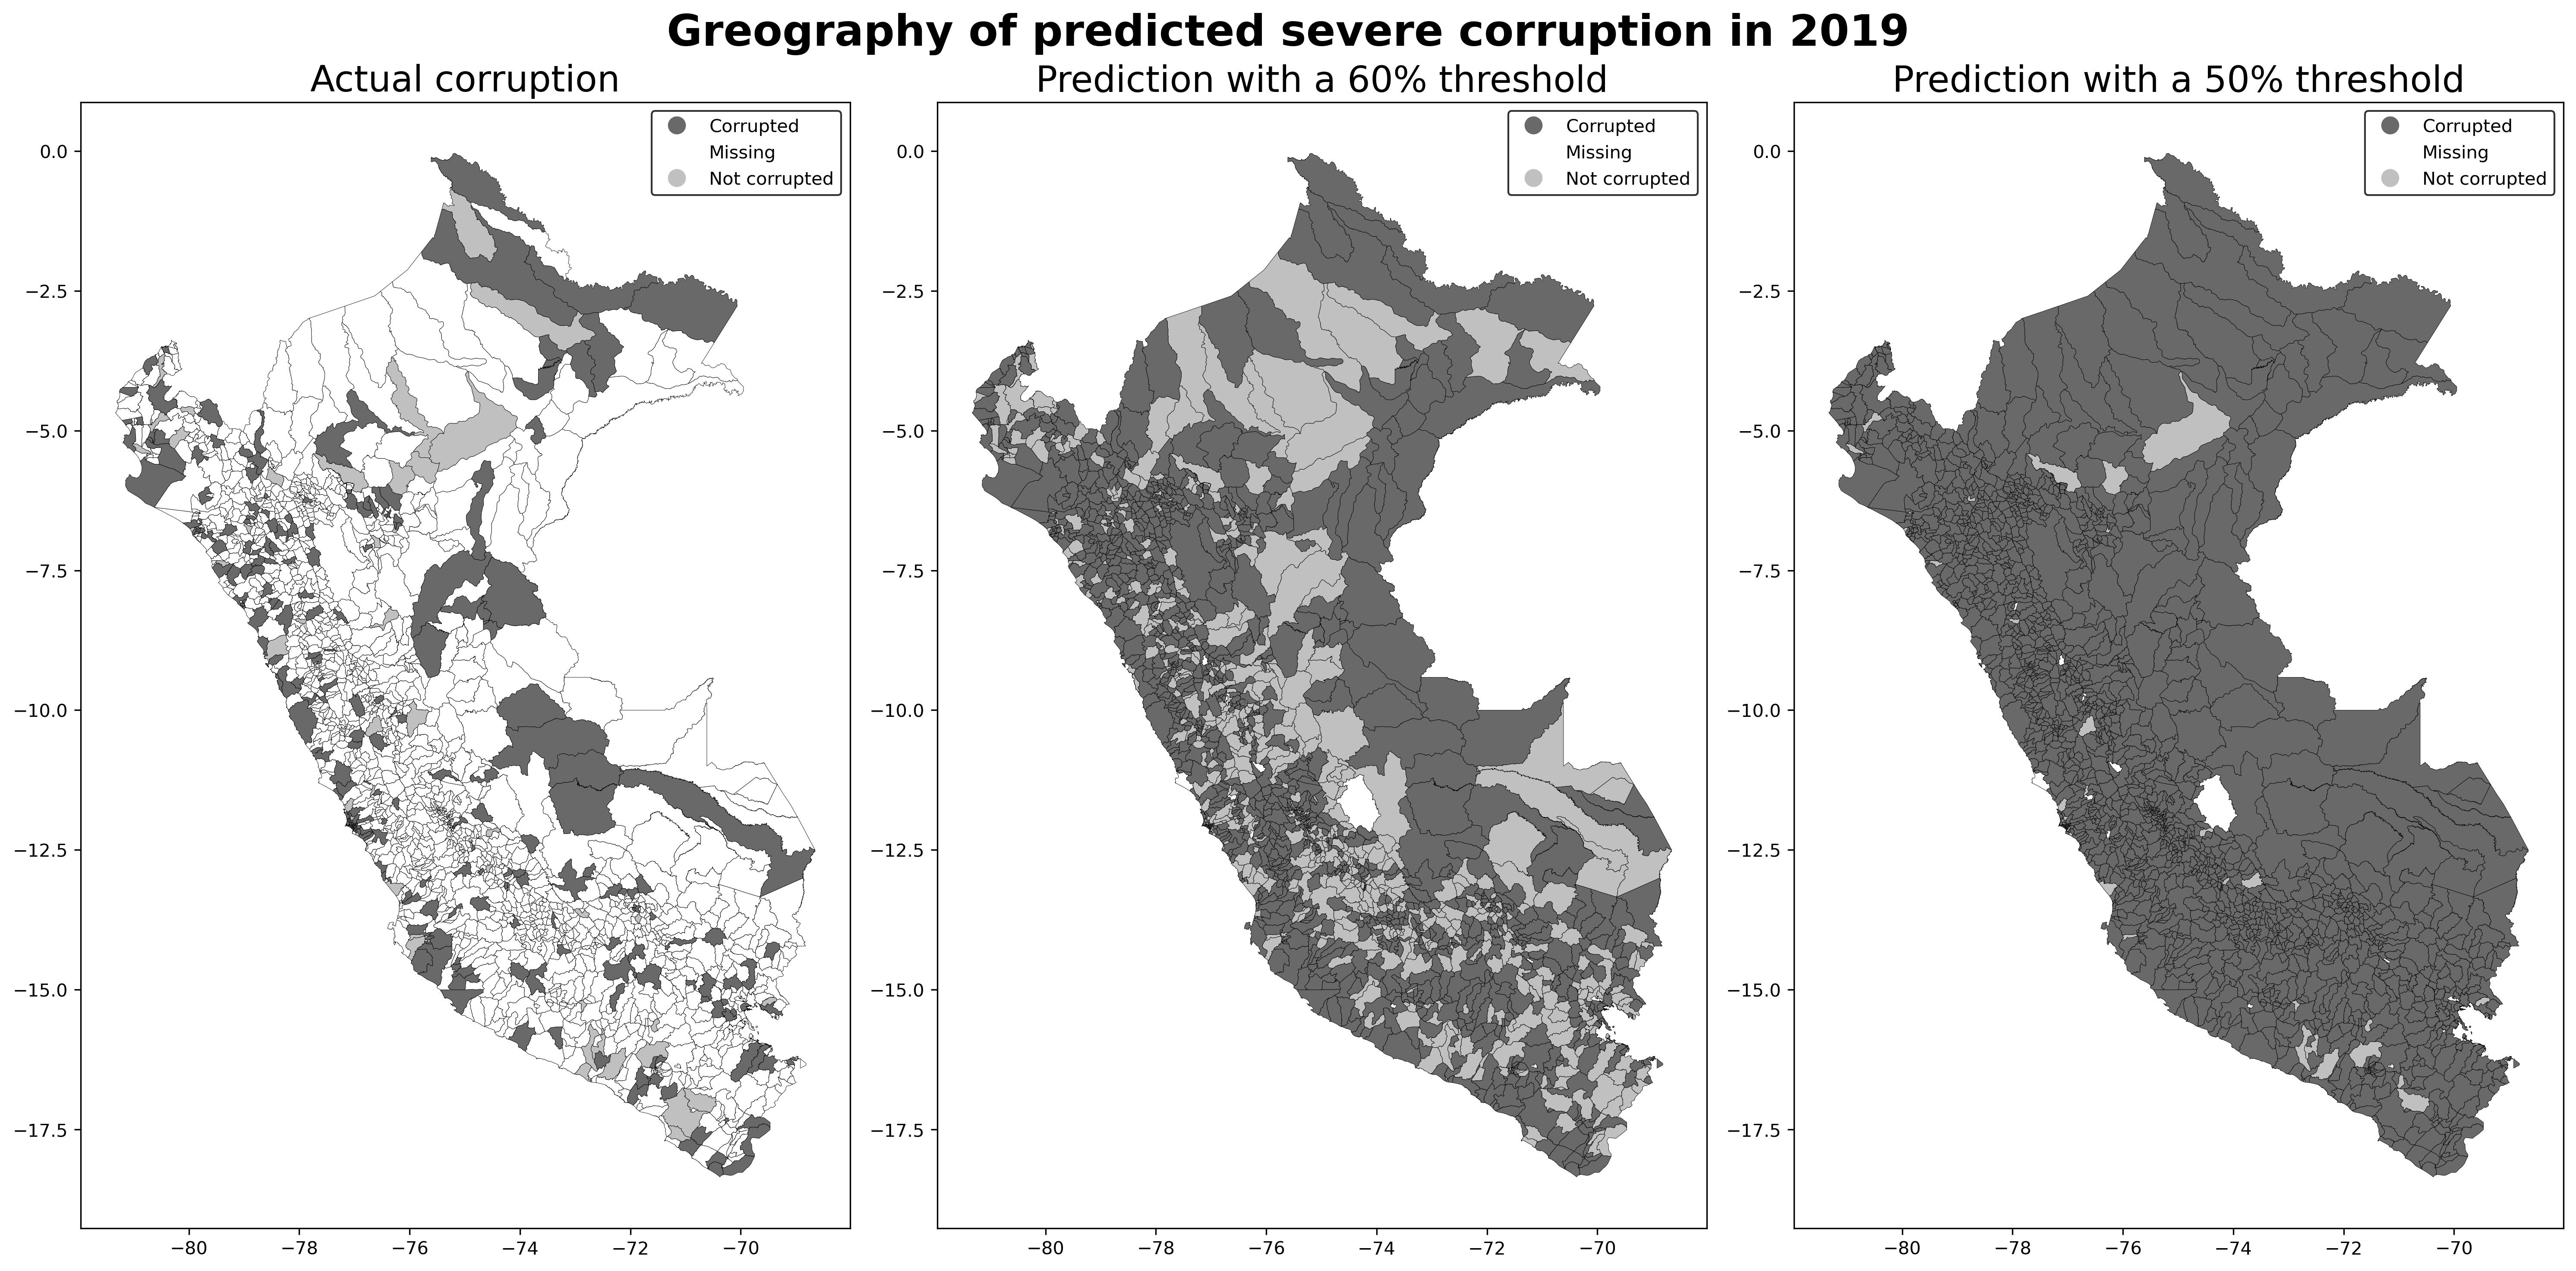 Greography of predicted severe corruption in 2019
Actual corruption
Prediction with a 60% threshold
Prediction with a 50% threshold
Corrupted
Missing
Not corrupted
0.0
−2.5
−5.0
−7.5
−10.0
−12.5
−15.0
−17.5
−80 −78 −76 −74 −72 −70
Corrupted
Missing
Not corrupted
0.0
−2.5
−5.0
−7.5
−10.0
−12.5
−15.0
−17.5
−80 −78 −76 −74 −72 −70
Corrupted
Missing
Not corrupted
0.0
−2.5
−5.0
−7.5
−10.0
−12.5
−15.0
−17.5
−80 −78 −76 −74 −72 −70